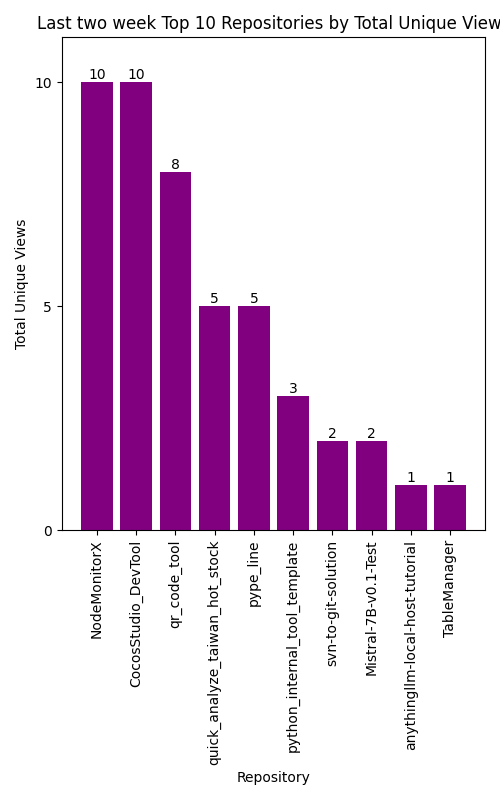 Last two week Top 10 Repositories by Total Unique View
Total Unique Views
10
5
0
10
10
8
5
5
3
2
2
1
1
NodeMonitorX
CocosStudio_DevTool
qr_code_tool
quick_analyze_taiwan_hot_stock
pype_line
python_internal_tool_template
svn-to-git-solution
Mistral-7B-v0.1-Test
anythingllm-local-host-tutorial
TableManager
Repository